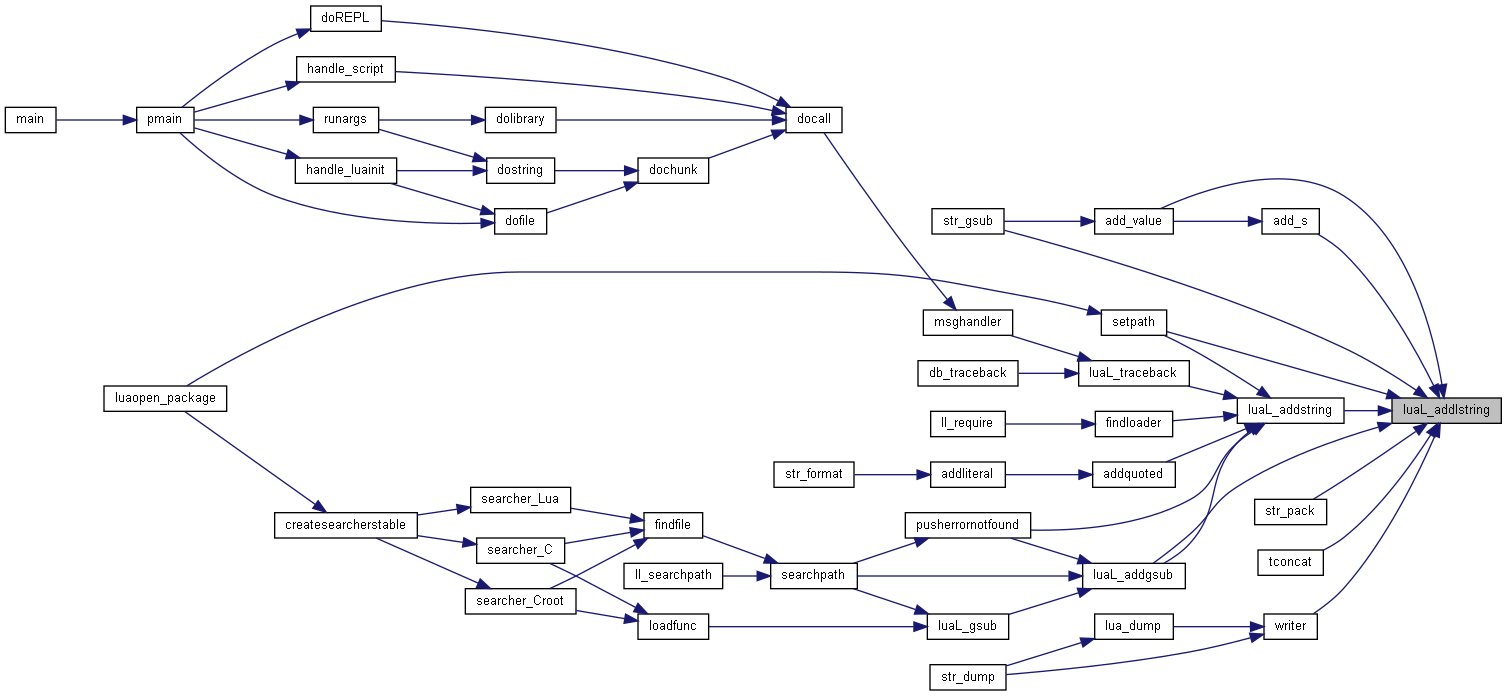 doREPL
handle_script
main
pmain
runargs
dolibrary
docall
handle_luainit
dostring
dochunk
dofile
str_gsub
add_value
add_s
msghandler
setpath
db_traceback
luaL_traceback
luaopen_package
luaL_addstring
luaL_addlstring
ll_require
findloader
str_format
addliteral
addquoted
searcher_Lua
str_pack
createsearcherstable
findfile
pusherrornotfound
searcher_C
tconcat
ll_searchpath
searchpath
luaL_addgsub
searcher_Croot
loadfunc
luaL_gsub
lua_dump
writer
str_dump